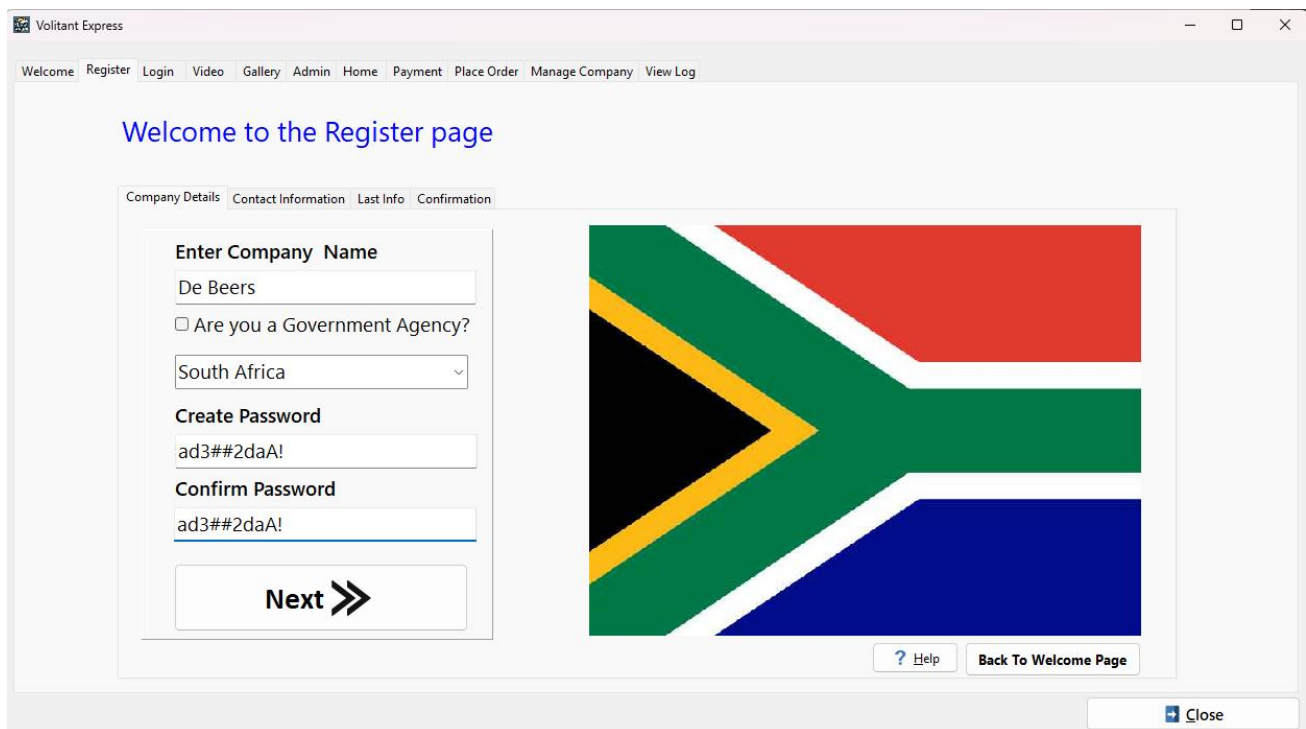 Volitant Express
Welcome Register Login Video Gallery Admin Home Payment Place Order Manage Company View Log
Welcome to the Register page
Company Details Contact Information Last Info Confirmation
Enter Company Name
De Beers
Are you a Government Agency?
South Africa
Create Password
ad3##2daA!
Confirm Password
ad3##2daA!
Next
? Help Back To Welcome Page
Close